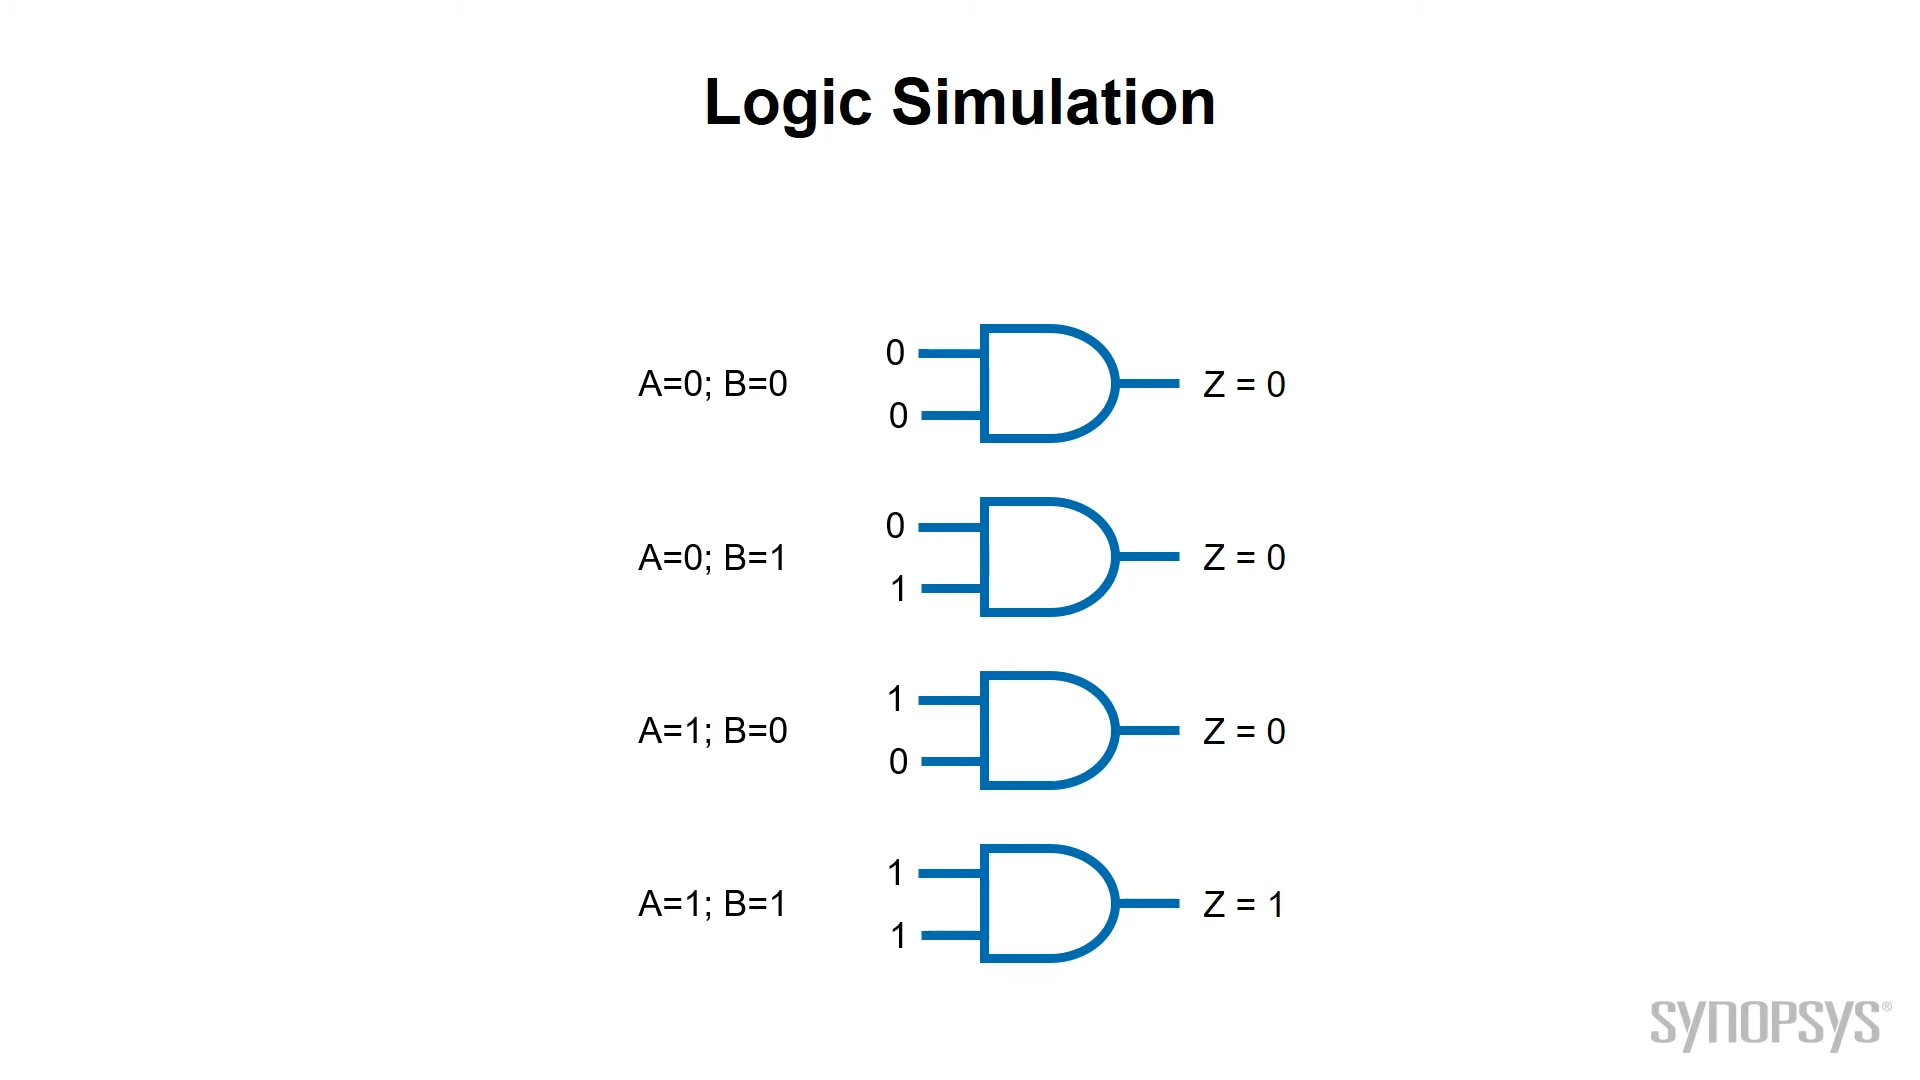 Logic Simulation
A=0; B=0
0
0
Z = 0
A=0; B=1
0
1
Z = 0
A=1; B=0
1
0
Z = 0
A=1; B=1
1
1
Z = 1
SYNOPSYS®